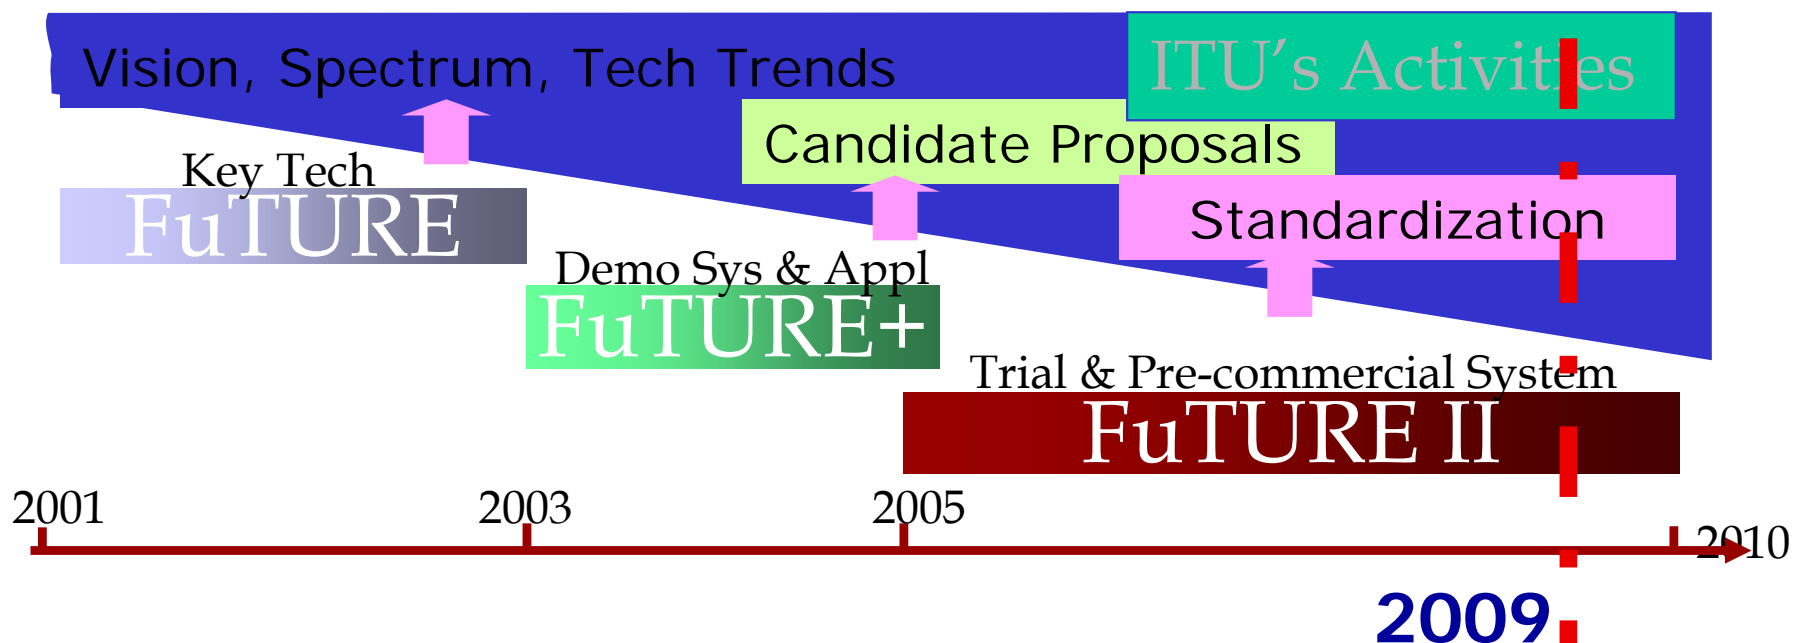 Vision, Spectrum, Tech Trends
ITU's Activities
Candidate Proposals
Key Tech
FuTURE
Standardization
Demo Sys & Appl
FuTURE+
Trial & Pre-commercial System
FuTURE II
2001
2003
2005
2010
2009